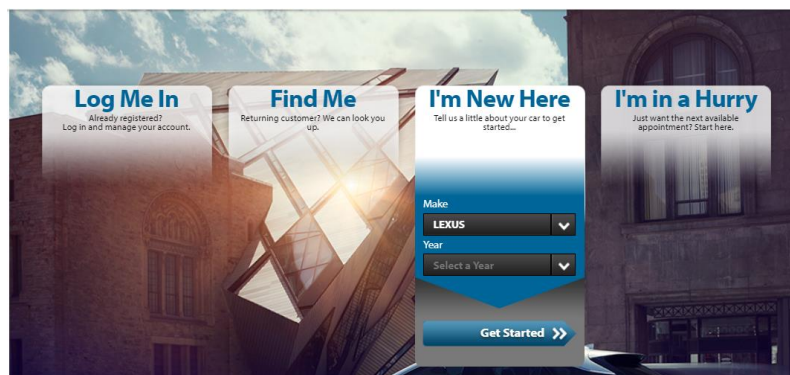 Log Me In
Already registered?
Log in and manage your account.
Find Me
Returning customer? We can look you
up.
I'm New Here
Tell us a little about your car to get
started...
Make
LEXUS
Year
Select a Year
Get Started
I'm in a Hurry
Just want the next available
appointment? Start here.